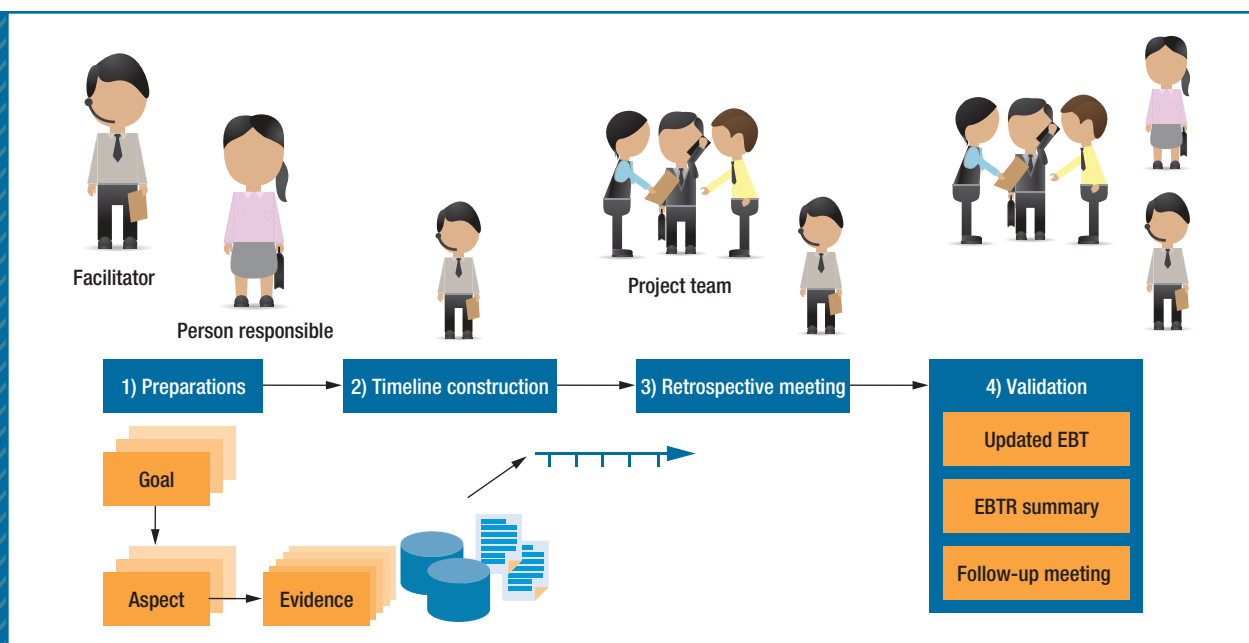 Facilitator
Person responsible
Project team
1) Preparations
2) Timeline construction
3) Retrospective meeting
4) Validation
Goal
Aspect
Evidence
Updated EBT
EBTR summary
Follow-up meeting